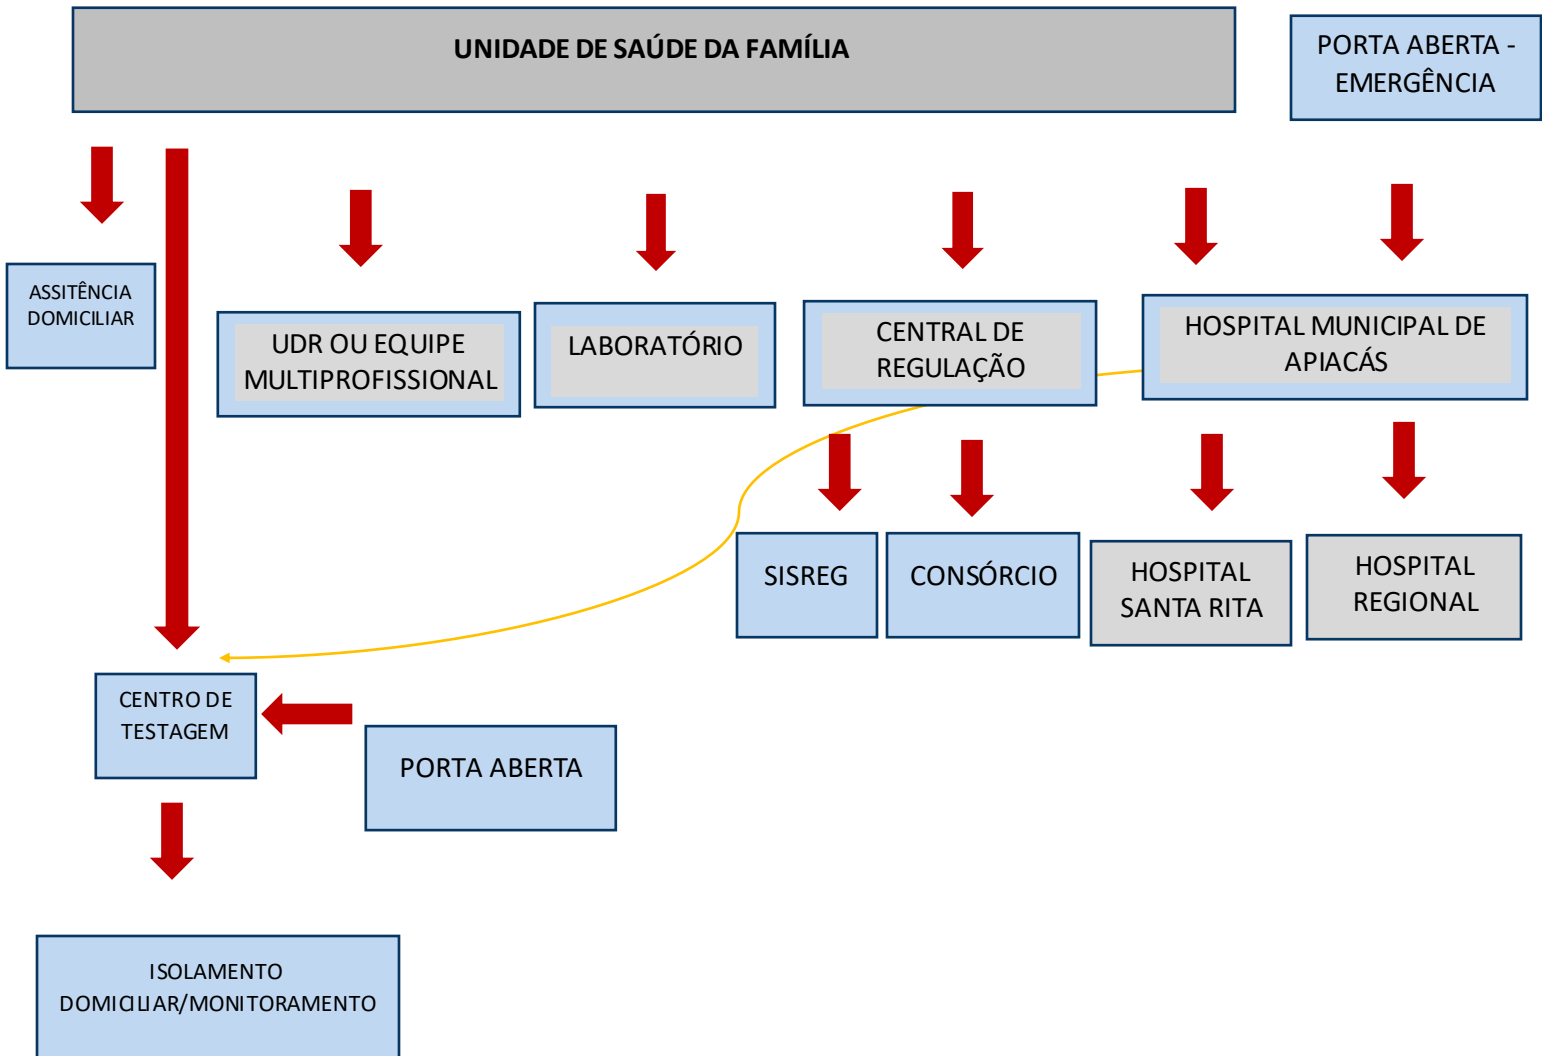 UNIDADE DE SAÚDE DA FAMÍLIA
PORTA ABERTA -
EMERGÊNCIA
ASSITÊNCIA
DOMICILIAR
UDR OU EQUIPE
MULTIPROFISSIONAL
LABORATÓRIO
CENTRAL DE
REGULAÇÃO
HOSPITAL MUNICIPAL DE
APIACÁS
SISREG
CONSÓRCIO
HOSPITAL
SANTA RITA
HOSPITAL
REGIONAL
CENTRO DE
TESTAGEM
PORTA ABERTA
ISOLAMENTO
DOMICILIAR/MONITORAMENTO